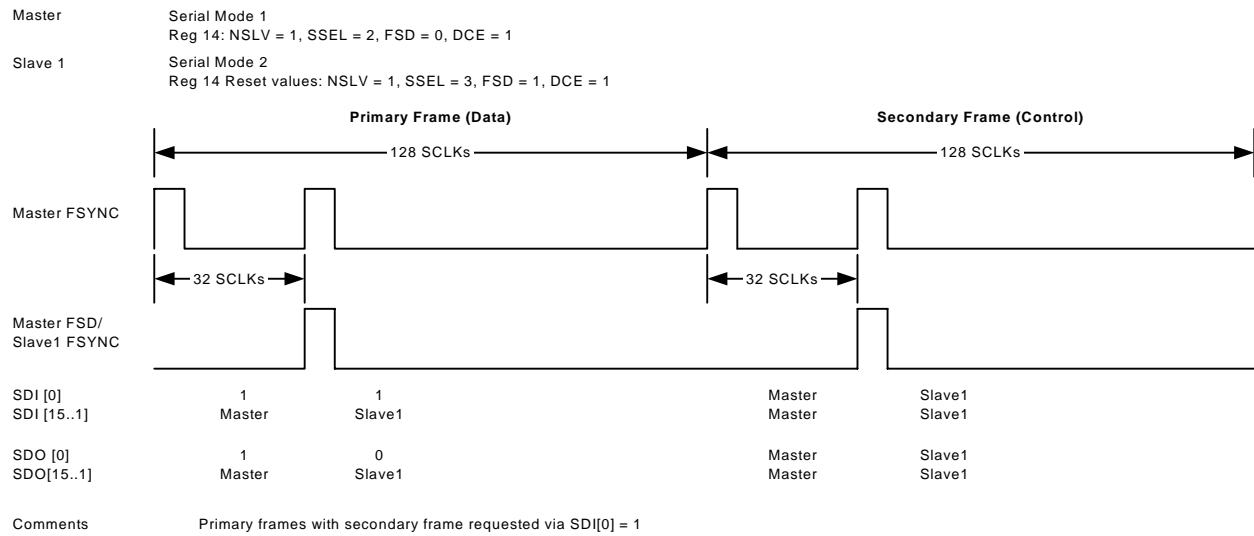 Master Serial Mode 1
Reg 14: NSLV = 1, SSEL = 2, FSD = 0, DCE = 1
Slave 1 Serial Mode 2
Reg 14 Reset values: NSLV = 1, SSEL = 3, FSD = 1, DCE = 1
Primary Frame (Data) Secondary Frame (Control)
128 SCLKs 128 SCLKs
Master FSYNC
32 SCLKs 32 SCLKs
Master FSD/
Slave1 FSYNC
SDI [0] 1 1 Master Slave1
SDI [15..1] Master Slave1 Master Slave1
SDO [0] 1 0 Master Slave1
SDO[15..1] Master Slave1 Master Slave1
Comments Primary frames with secondary frame requested via SDI[0] = 1